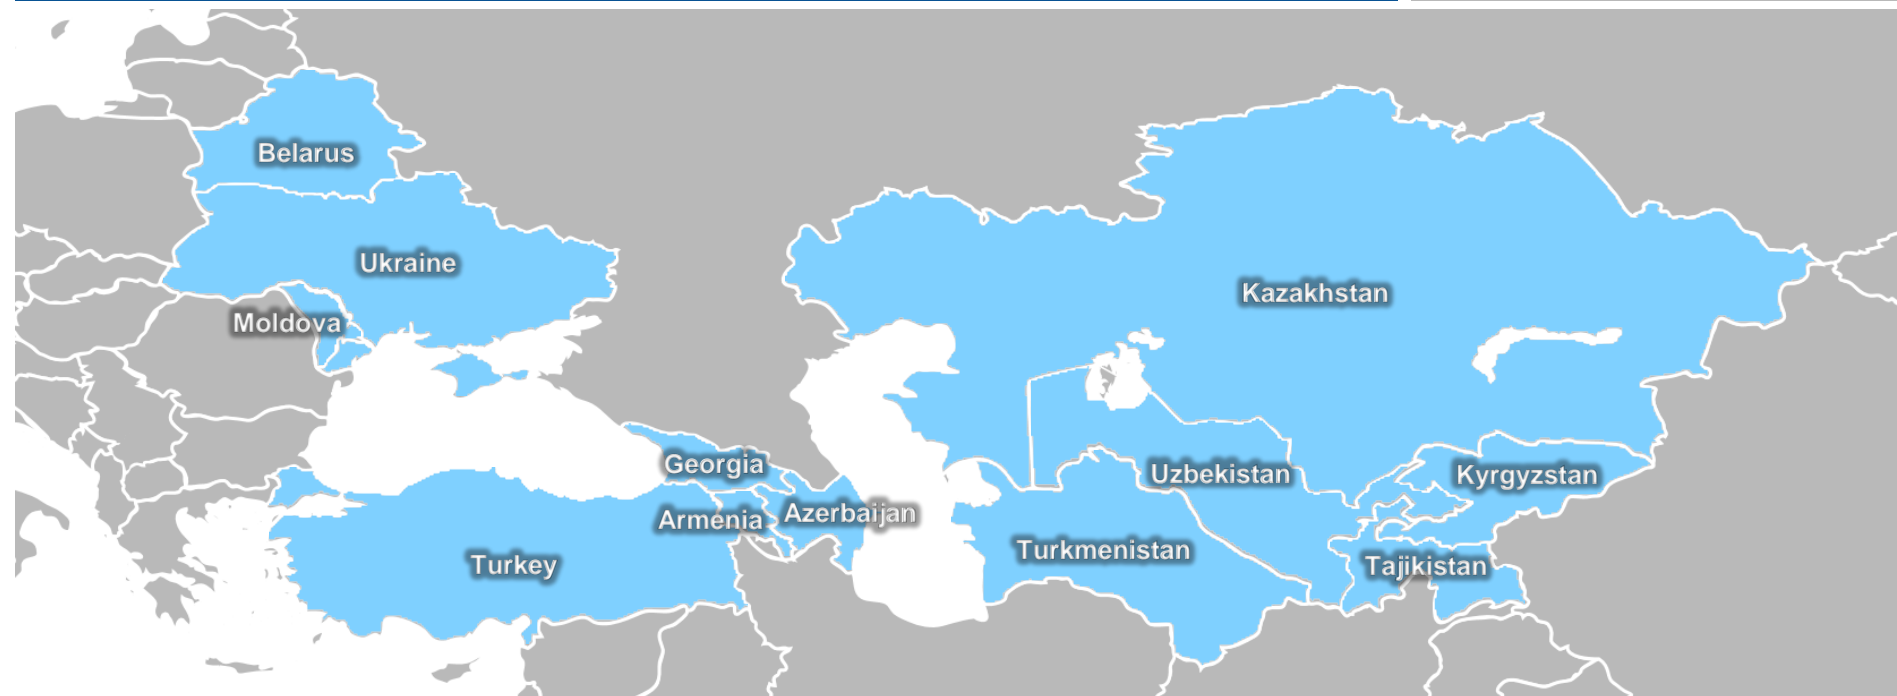 Belarus
Ukraine
Kazakhstan
Moldova
Georgia
Uzbekistan
Kyrgyzstan
Armenia
Azerbaijan
Turkmenistan
Turkey
Tajikistan